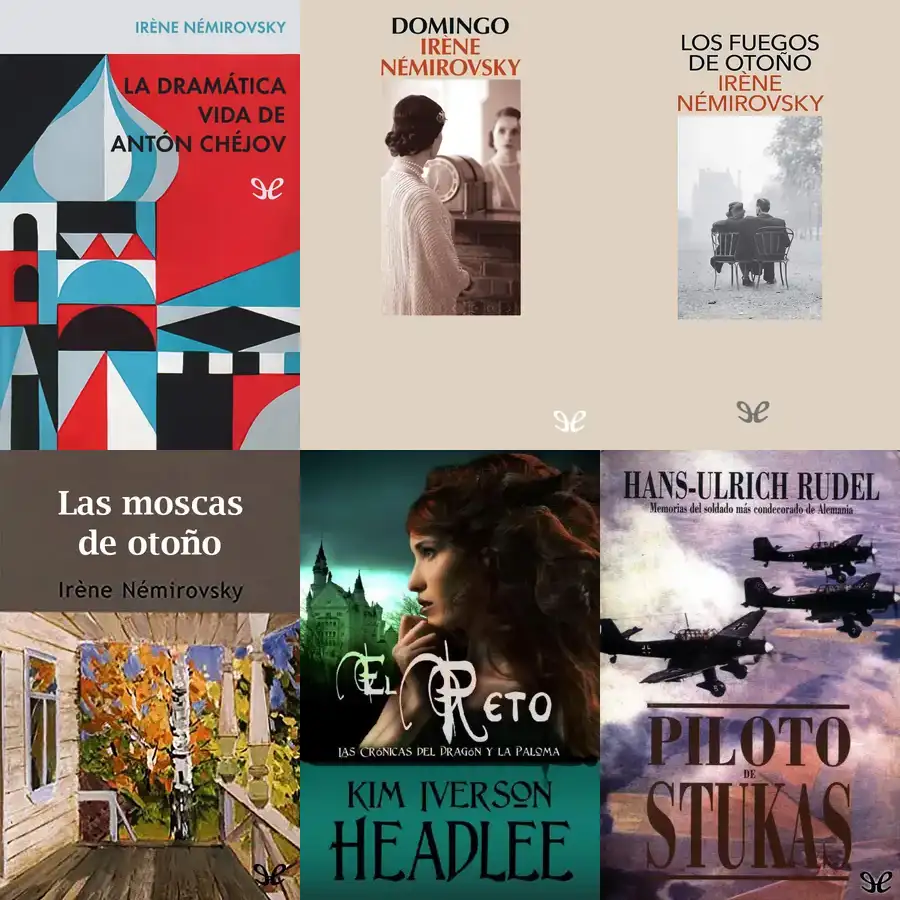 IRÈNE NÉMIROVSKY
LA DRAMÁTICA
VIDA DE
ANTÓN CHÉJOV
DOMINGO
IRÈNE
NÉMIROVSKY
LOS FUEGOS
DE OTOÑO
IRÈNE
NÉMIROVSKY
Las moscas
de otoño
Irène Némirovsky
EL RETO
LAS CRÓNICAS DEL DRAGÓN Y LA PALOMA
KIM IVERSON
HEADLEE
HANS-ULRICH RUDEL
Memorias del soldado más condecorado de Alemania
PILOTO
DE
STUKAS